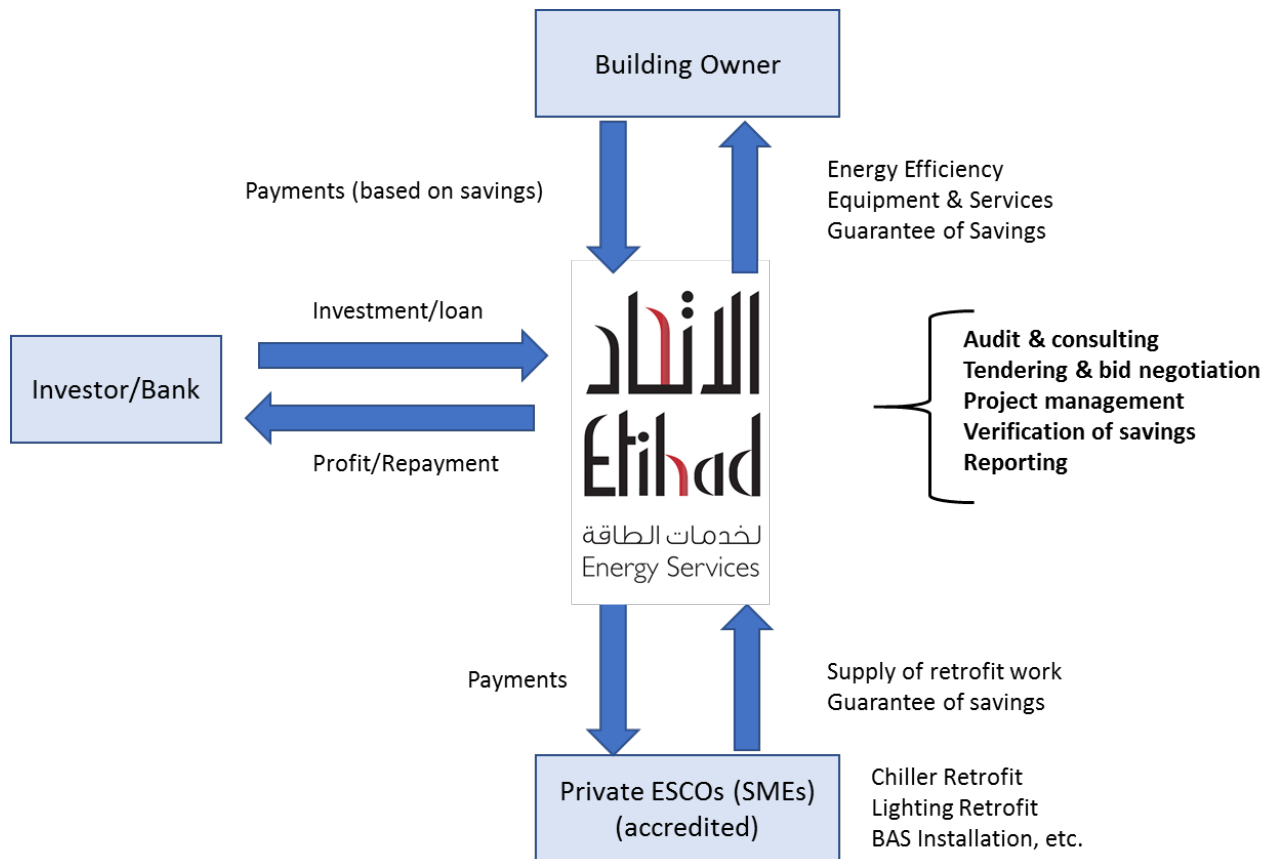 Building Owner
Payments (based on savings)
Energy Efficiency
Equipment & Services
Guarantee of Savings
Investment/loan
Investor/Bank
Profit/Repayment
الاتحاد
Etihad
لخدمات الطاقة
Energy Services
Audit & consulting
Tendering & bid negotiation
Project management
Verification of savings
Reporting
Payments
Supply of retrofit work
Guarantee of savings
Private ESCOs (SMEs)
(accredited)
Chiller Retrofit
Lighting Retrofit
BAS Installation, etc.